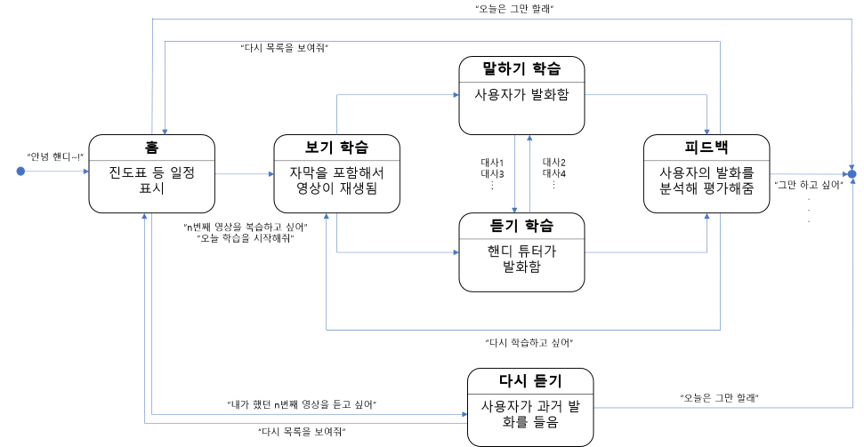 "오늘은 그만 할래"
"다시 목록을 보여줘"
말하기 학습
사용자가 발화함
"안녕 핸디~!"
홈
진도표 등 일정
표시
보기 학습
자막을 포함해서
영상이 재생됨
대사1
대사3
⋮
대사2
대사4
⋮
피드백
사용자의 발화를
분석해 평가해줌
"그만 하고 싶어"
.
.
.
"n번째 영상을 복습하고 싶어"
"오늘 학습을 시작해줘"
듣기 학습
핸디 튜터가
발화함
"다시 학습하고 싶어"
다시 듣기
사용자가 과거 발
화를 들음
"내가 했던 n번째 영상을 듣고 싶어"
"다시 목록을 보여줘"
"오늘은 그만 할래"